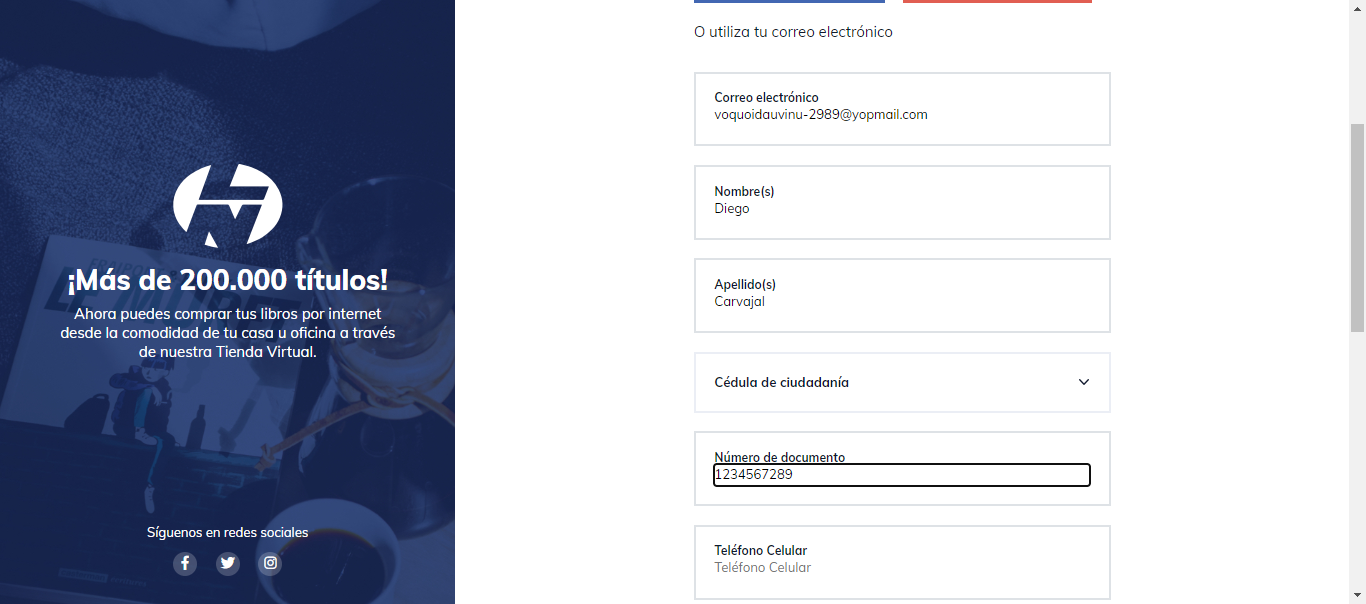 ¡Más de 200.000 títulos!
Ahora puedes comprar tus libros por internet
desde la comodidad de tu casa u oficina a través
de nuestra Tienda Virtual.
Síguenos en redes sociales
O utiliza tu correo electrónico
Correo electrónico
voquoidauvinu-2989@yopmail.com
Nombre(s)
Diego
Apellido(s)
Carvajal
Cédula de ciudadanía
Número de documento
1234567289
Teléfono Celular
Teléfono Celular